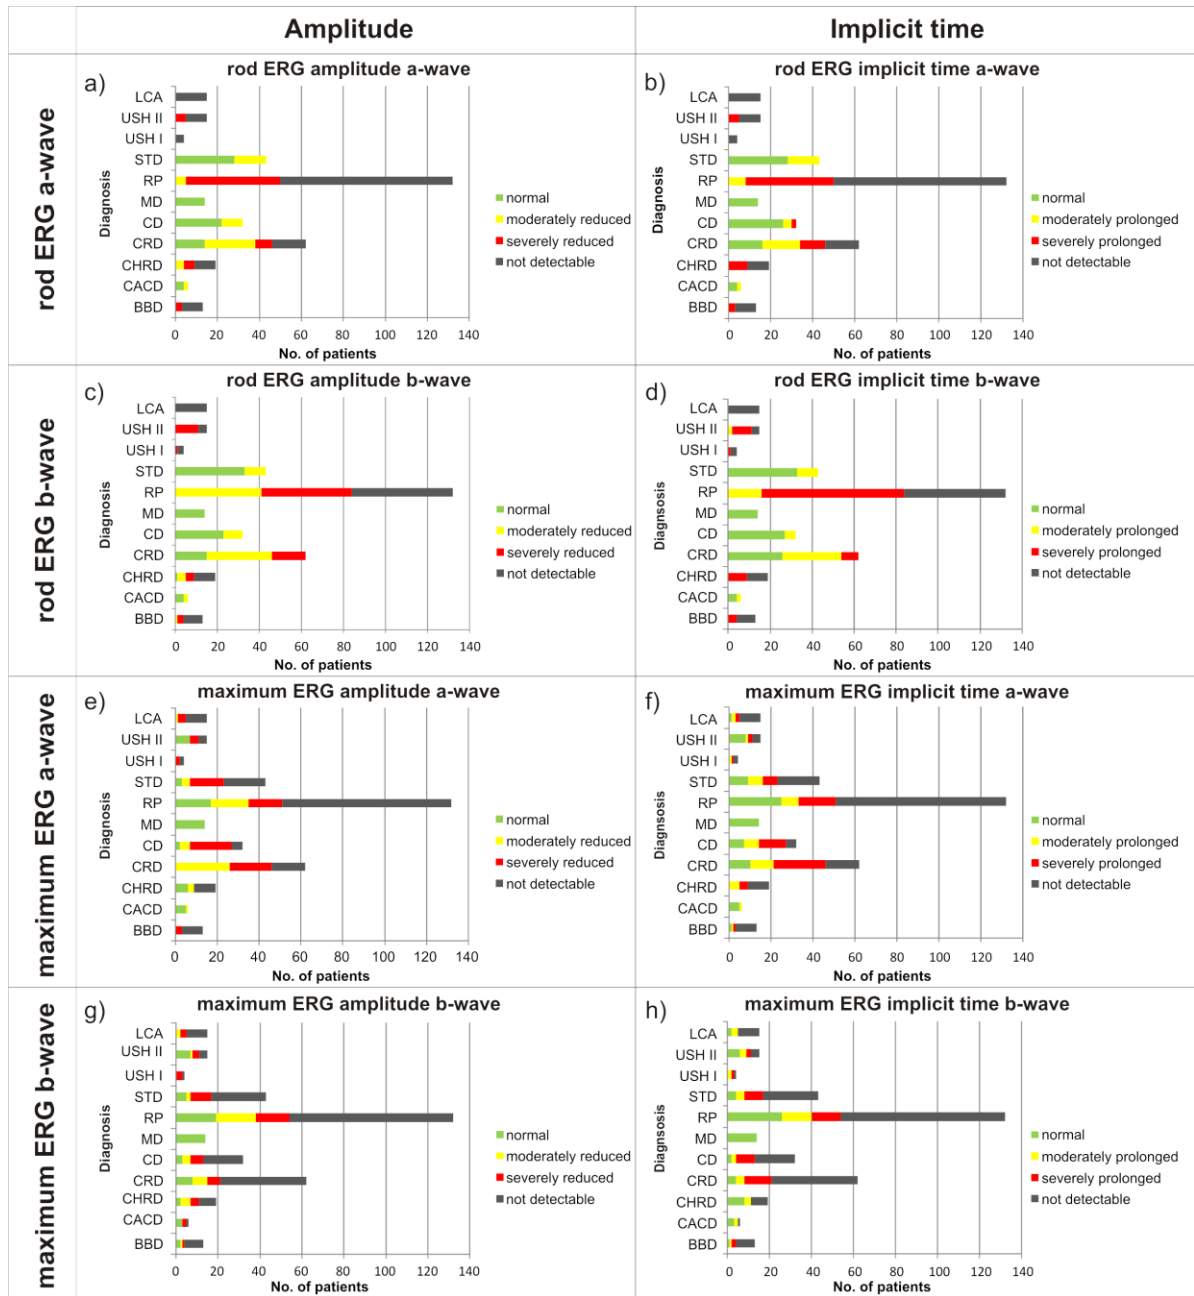 Amplitude
Implicit time
rod ERG a-wave
a)
rod ERG amplitude a-wave
Diagnosis
LCA
USH II
USH I
STD
RP
MD
CD
CRD
CHRD
CACD
BBD
0 20 40 60 80 100 120 140
No. of patients
normal
moderately reduced
severely reduced
not detectable
b)
rod ERG implicit time a-wave
Diagnosis
LCA
USH II
USH I
STD
RP
MD
CD
CRD
CHRD
CACD
BBD
0 20 40 60 80 100 120 140
No. of patients
normal
moderately prolonged
severely prolonged
not detectable
rod ERG b-wave
c)
rod ERG amplitude b-wave
Diagnosis
LCA
USH II
USH I
STD
RP
MD
CD
CRD
CHRD
CACD
BBD
0 20 40 60 80 100 120 140
No. of patients
normal
moderately reduced
severely reduced
not detectable
d)
rod ERG implicit time b-wave
Diagnsosis
LCA
USH II
USH I
STD
RP
MD
CD
CRD
CHRD
CACD
BBD
0 20 40 60 80 100 120 140
No. of patients
normal
moderately prolonged
severely prolonged
not detectable
maximum ERG a-wave
e)
maximum ERG amplitude a-wave
Diagnosis
LCA
USH II
USH I
STD
RP
MD
CD
CRD
CHRD
CACD
BBD
0 20 40 60 80 100 120 140
No. of patients
normal
moderately reduced
severely reduced
not detectable
f)
maximum ERG implicit time a-wave
Diagnsosis
LCA
USH II
USH I
STD
RP
MD
CD
CRD
CHRD
CACD
BBD
0 20 40 60 80 100 120 140
No. of patients
normal
moderately prolonged
severely prolonged
not detectable
maximum ERG b-wave
g)
maximum ERG amplitude b-wave
Diagnosis
LCA
USH II
USH I
STD
RP
MD
CD
CRD
CHRD
CACD
BBD
0 20 40 60 80 100 120 140
No. of patients
normal
moderately reduced
severely reduced
not detectable
h)
maximum ERG implicit time b-wave
Diagnsosis
LCA
USH II
USH I
STD
RP
MD
CD
CRD
CHRD
CACD
BBD
0 20 40 60 80 100 120 140
No. of patients
normal
moderately prolonged
severely prolonged
not detectable